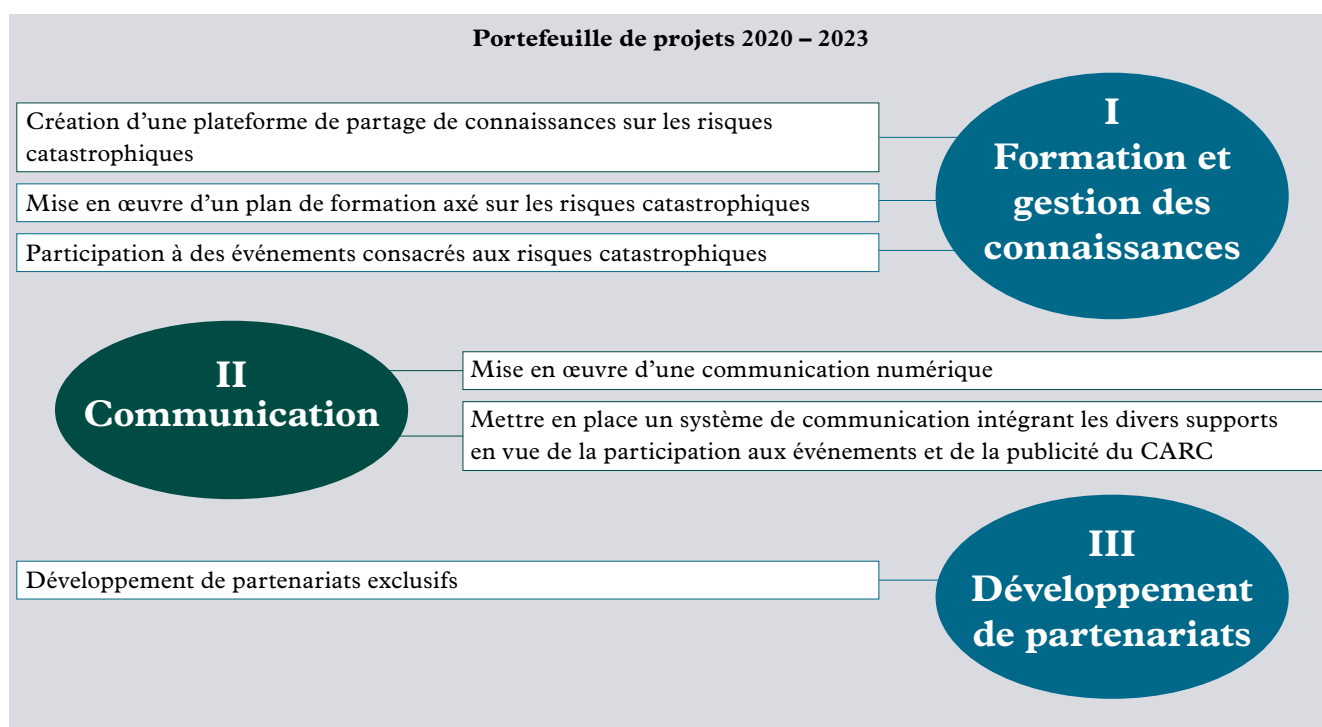 Portefeuille de projets 2020 – 2023
Création d’une plateforme de partage de connaissances sur les risques
catastrophiques
Mise en œuvre d’un plan de formation axé sur les risques catastrophiques
Participation à des événements consacrés aux risques catastrophiques
I
Formation et
gestion des
connaissances
II
Communication
Mise en œuvre d’une communication numérique
Mettre en place un système de communication intégrant les divers supports
en vue de la participation aux événements et de la publicité du CARC
Développement de partenariats exclusifs
III
Développement
de partenariats